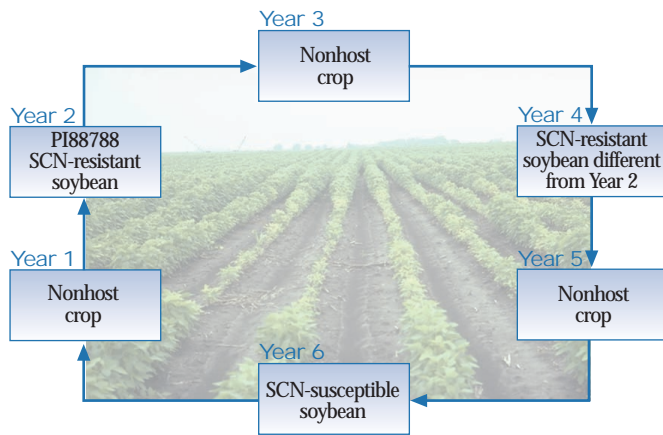 Year 3
Nonhost
crop
Year 2
PI88788
SCN-resistant
soybean
Year 4
SCN-resistant
soybean different
from Year 2
Year 1
Nonhost
crop
Year 5
Nonhost
crop
Year 6
SCN-susceptible
soybean